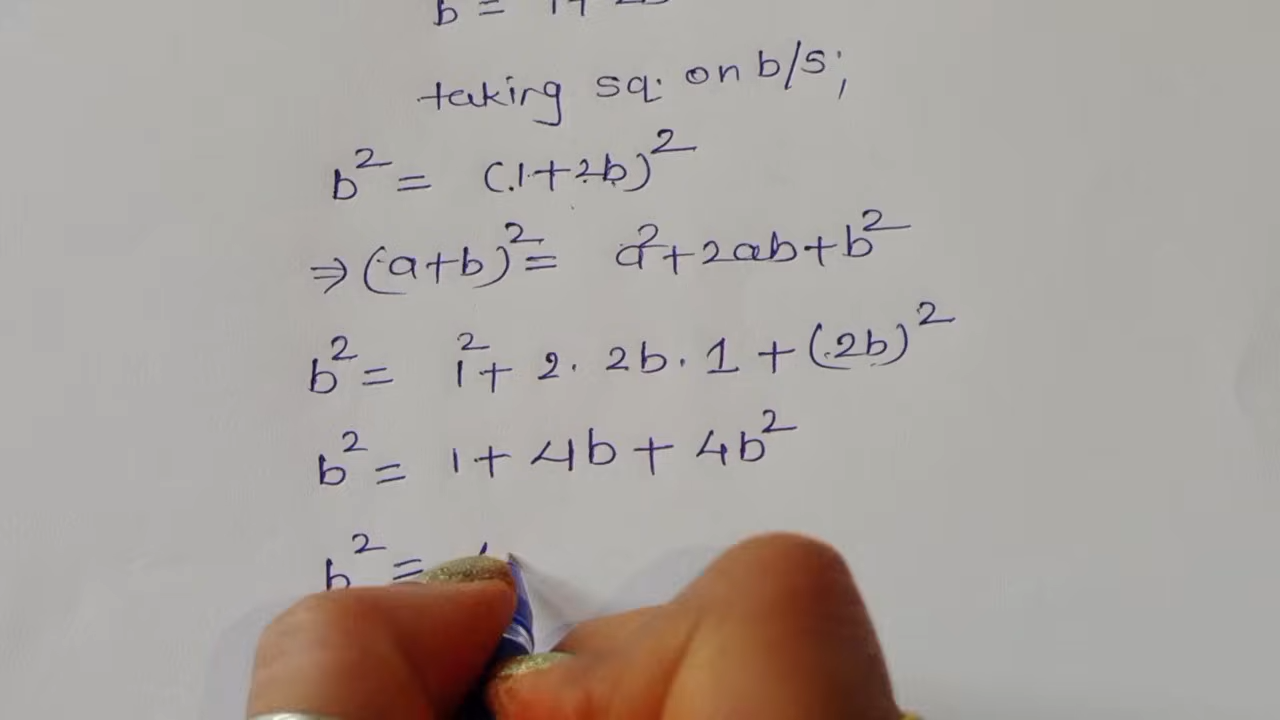 b =
taking sq. on b/s;
b² = (1+2b)²
⇒ (a+b)² = a²+2ab+b²
b² = 1² + 2. 2b. 1 + (2b)²
b² = 1 + 4b + 4b²
b² =